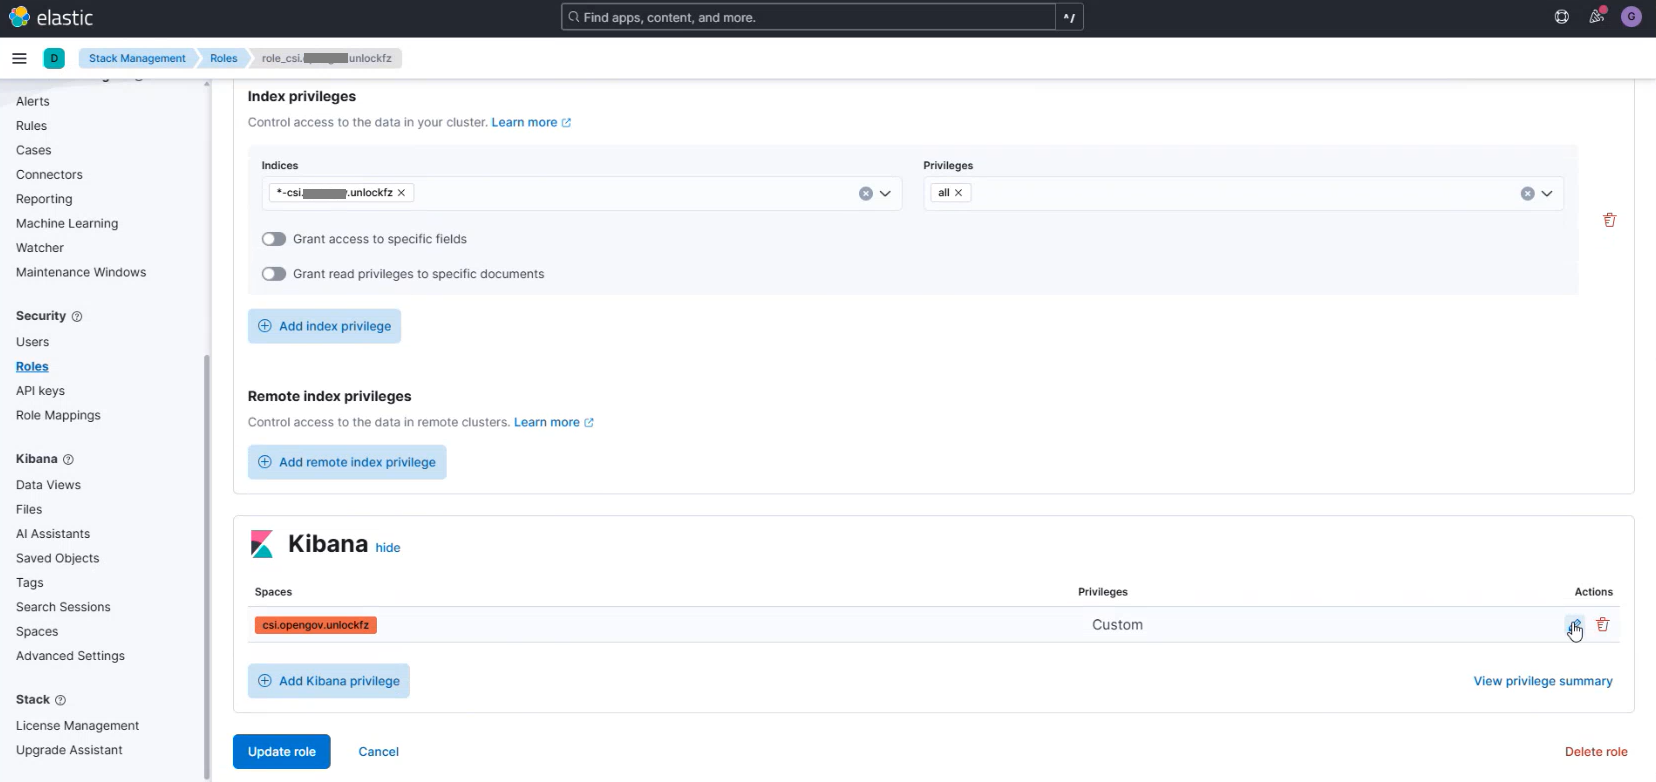 elastic
Find apps, content, and more.
^/
G
D
Stack Management
Roles
role_csi. unlockfz
Alerts
Rules
Cases
Connectors
Reporting
Machine Learning
Watcher
Maintenance Windows
Security
Users
Roles
API keys
Role Mappings
Kibana
Data Views
Files
AI Assistants
Saved Objects
Tags
Search Sessions
Spaces
Advanced Settings
Stack
License Management
Upgrade Assistant
Index privileges
Control access to the data in your cluster. Learn more
Indices
*-csi. .unlockfz
Privileges
all
Grant access to specific fields
Grant read privileges to specific documents
Add index privilege
Remote index privileges
Control access to the data in remote clusters. Learn more
Add remote index privilege
Kibana hide
Spaces Privileges Actions
csi.opengov.unlockfz Custom
Add Kibana privilege
View privilege summary
Update role
Cancel
Delete role